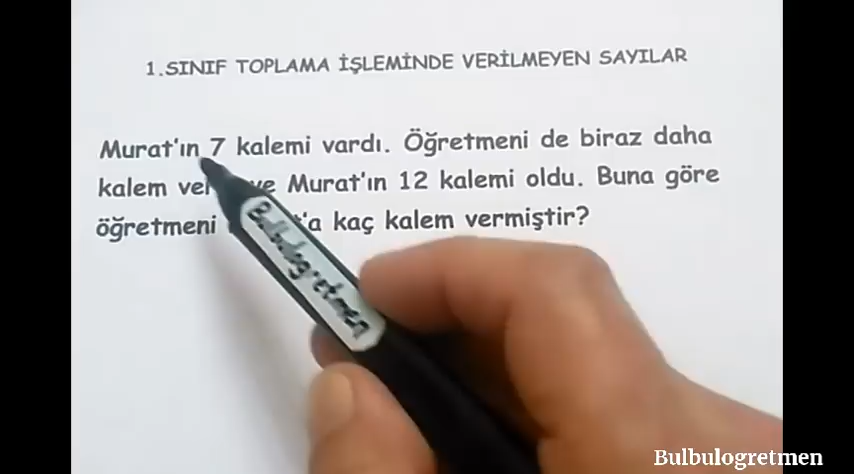 1.SINIF TOPLAMA İŞLEMİNDE VERİLMEYEN SAYILAR
Murat'ın 7 kalemi vardı. Öğretmeni de biraz daha
kalem Murat'ın 12 kalemi oldu. Buna göre
öğretmeni kaç kalem vermiştir?
Bulbulogretmen
Bulbulogretmen